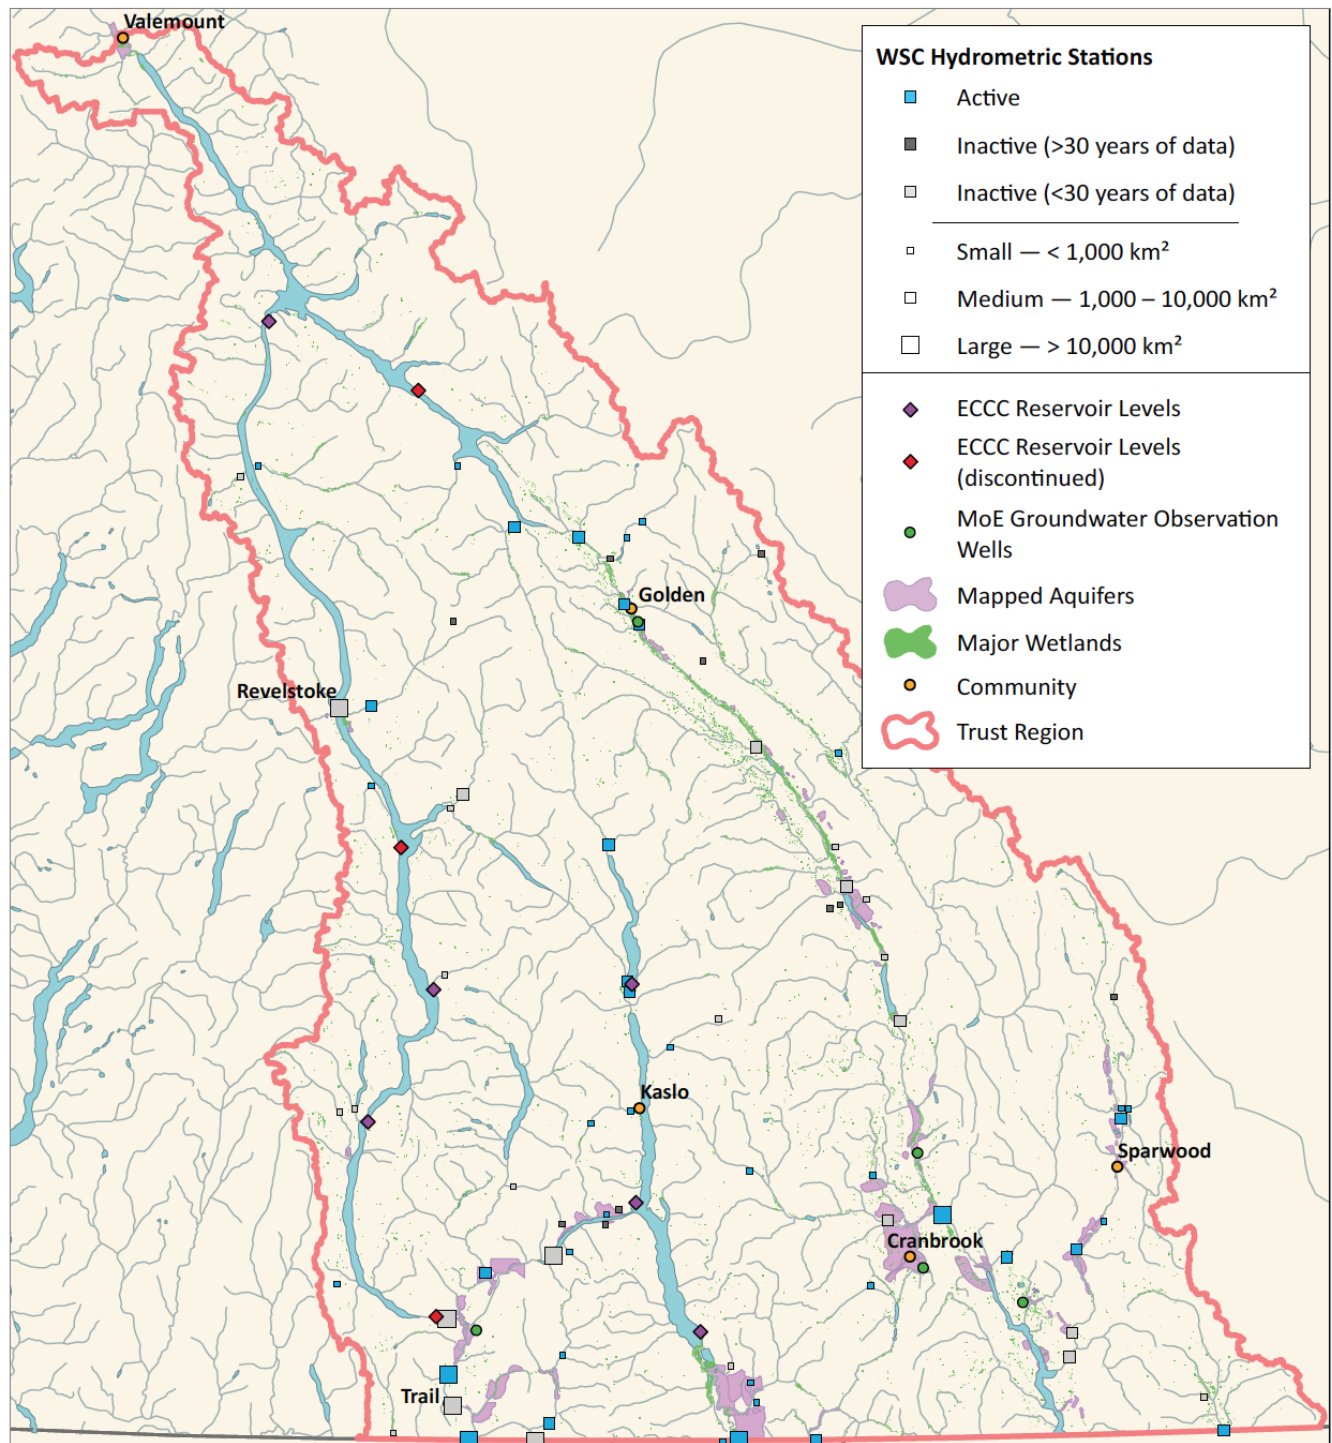 Valemount
WSC Hydrometric Stations
Active
Inactive (>30 years of data)
Inactive (<30 years of data)
Small — < 1,000 km²
Medium — 1,000 – 10,000 km²
Large — > 10,000 km²
ECCC Reservoir Levels
ECCC Reservoir Levels
(discontinued)
MoE Groundwater Observation
Wells
Mapped Aquifers
Major Wetlands
Community
Trust Region
Golden
Revelstoke
Kaslo
Sparwood
Cranbrook
Trail